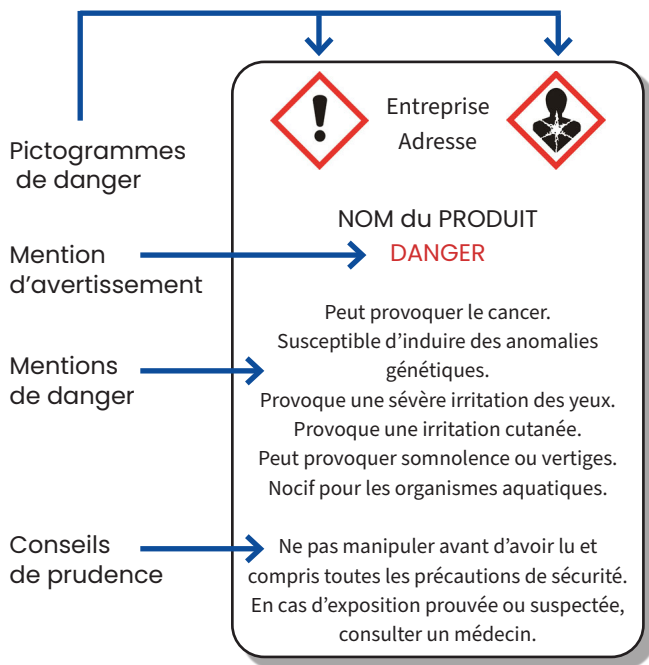 Entreprise
Adresse
Pictogrammes
de danger
NOM du PRODUIT
DANGER
Mention
d’avertissement
Peut provoquer le cancer.
Susceptible d’induire des anomalies
génétiques.
Provoque une sévère irritation des yeux.
Provoque une irritation cutanée.
Peut provoquer somnolence ou vertiges.
Nocif pour les organismes aquatiques.
Mentions
de danger
Conseils
de prudence
Ne pas manipuler avant d’avoir lu et
compris toutes les précautions de sécurité.
En cas d’exposition prouvée ou suspectée,
consulter un médecin.